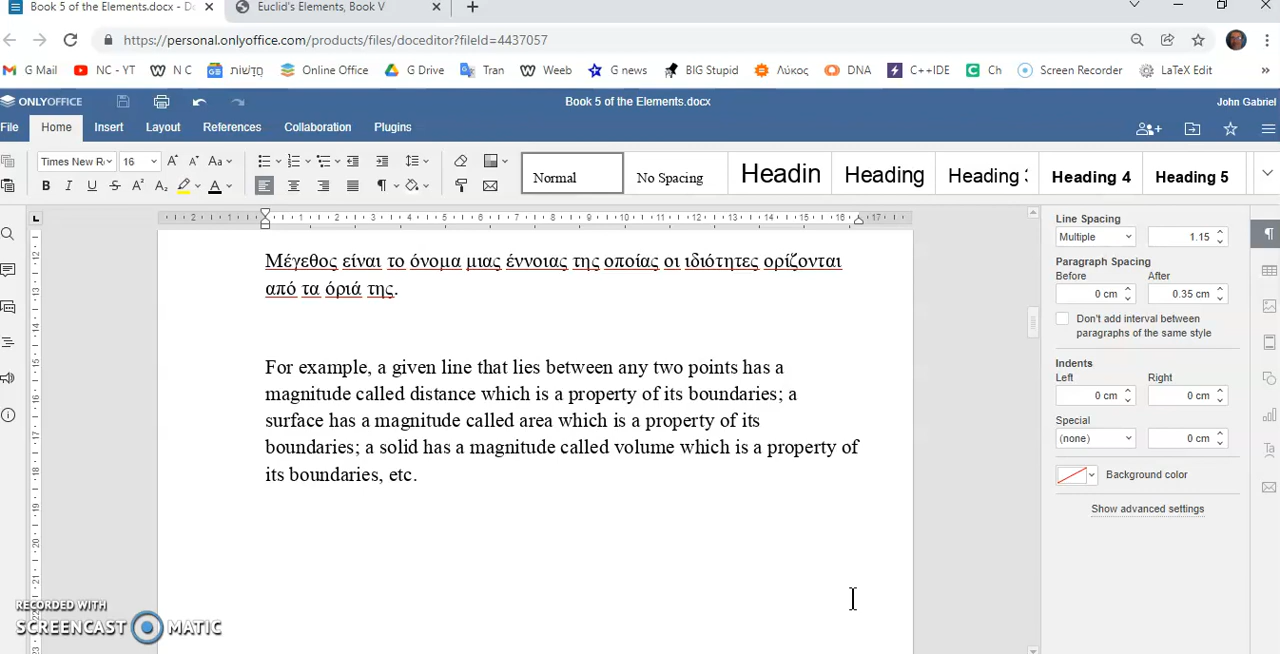 Book 5 of the Elements.docx - Do
Euclid's Elements, Book V
https://personal.onlyoffice.com/products/files/doceditor?fileId=4437057
G Mail NC - YT N C חֲדָשׁוֹת Online Office G Drive Tran Weeb G news BIG Stupid Λύκος DNA C++IDE Ch Screen Recorder LaTeX Edit
ONLYOFFICE Book 5 of the Elements.docx John Gabriel
File Home Insert Layout References Collaboration Plugins
Times New R 16 Normal No Spacing Headin Heading Heading 3 Heading 4 Heading 5
Μέγεθος είναι το όνομα μιας έννοιας της οποίας οι ιδιότητες ορίζονται
από τα όριά της.
For example, a given line that lies between any two points has a
magnitude called distance which is a property of its boundaries; a
surface has a magnitude called area which is a property of its
boundaries; a solid has a magnitude called volume which is a property of
its boundaries, etc.
Line Spacing
Multiple 1.15
Paragraph Spacing
Before After
0 cm 0.35 cm
Don't add interval between
paragraphs of the same style
Indents
Left Right
0 cm 0 cm
Special
(none) 0 cm
Background color
Show advanced settings
RECORDED WITH
SCREENCAST MATIC